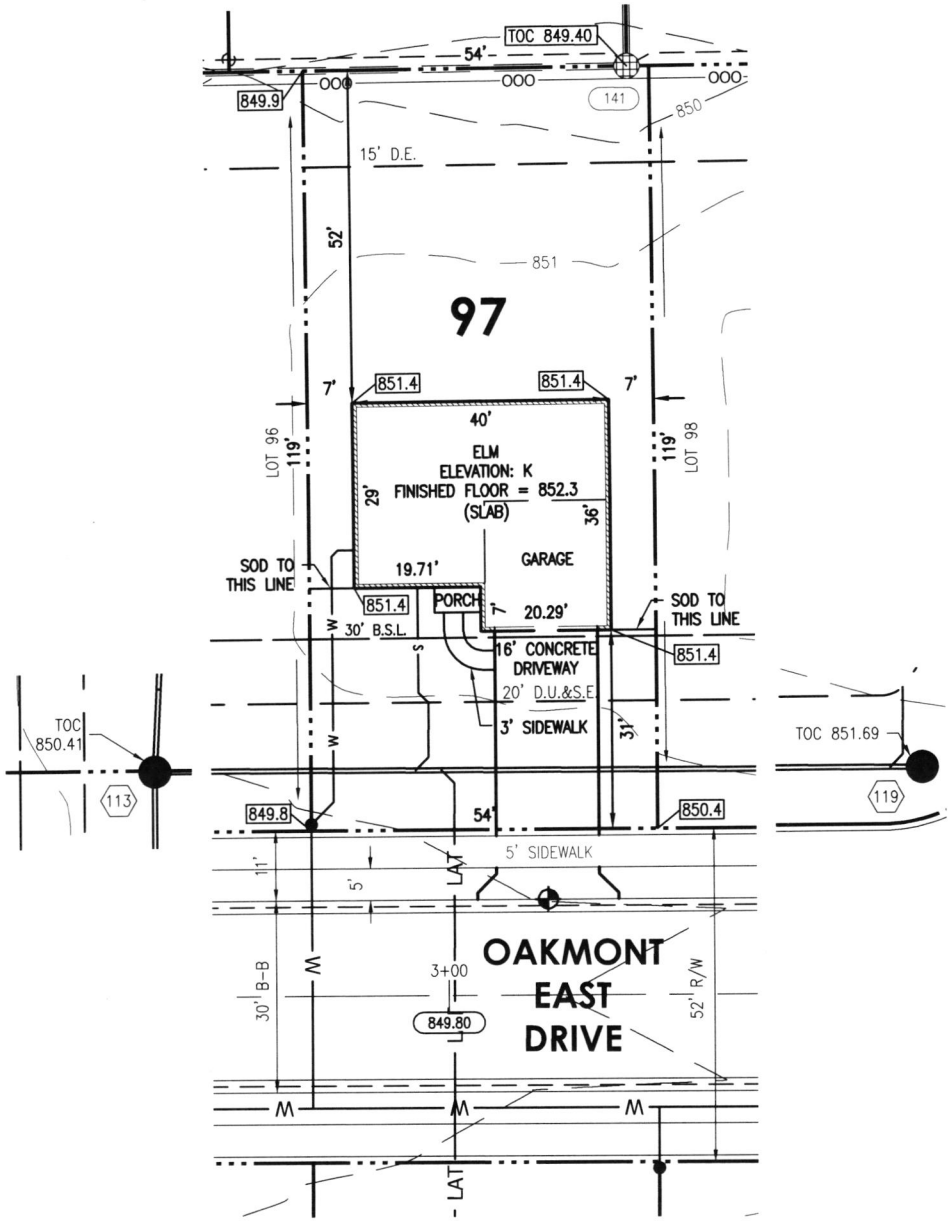 TOC 849.40
54'
OOO
OOO
OOO
849.9
141
850
15' D.E.
52'
851
97
7'
851.4
851.4
7'
40'
LOT 96
119'
119'
LOT 98
ELM
ELEVATION: K
FINISHED FLOOR = 852.3
(SLAB)
29'
36'
GARAGE
19.71'
SOD TO
THIS LINE
851.4
PORCH
7'
20.29'
SOD TO
THIS LINE
W
30' B.S.L.
S
16' CONCRETE
DRIVEWAY
851.4
20' D.U.&S.E.
W
3' SIDEWALK
31'
TOC
850.41
TOC 851.69
113
119
849.8
54'
850.4
11'
5'
LAT
5' SIDEWALK
W
30' B-B
3+00
OAKMONT
EAST
DRIVE
52' R/W
849.80
LAT
W
W
W
LAT